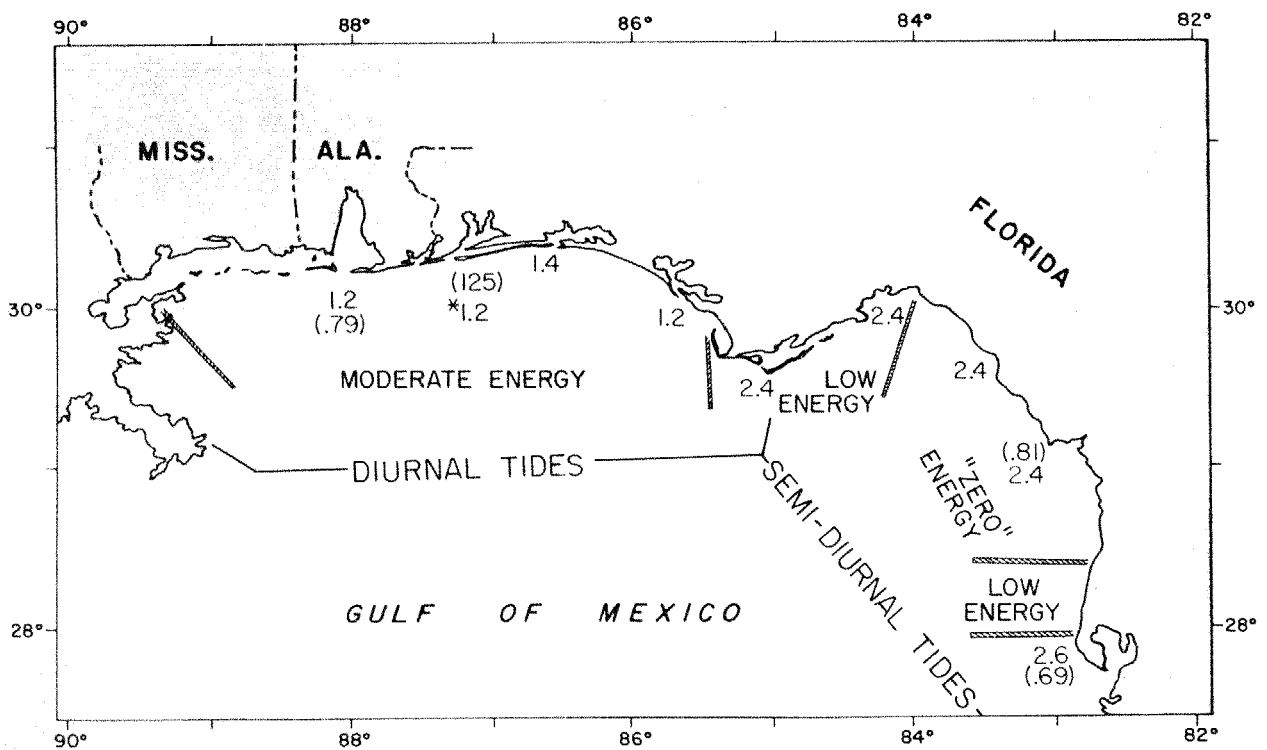 90° 88° 86° 84° 82°
MISS. ALA.
FLORIDA
30° 30°
1.2
(.79)
(125)
*1.2
1.4
1.2
2.4
2.4
2.4
MODERATE ENERGY
LOW
ENERGY
(.81)
2.4
"ZERO"
ENERGY
DIURNAL TIDES
SEMI-DIURNAL TIDES
LOW
ENERGY
GULF OF MEXICO
28° 28°
2.6
(.69)
90° 88° 86° 84° 82°